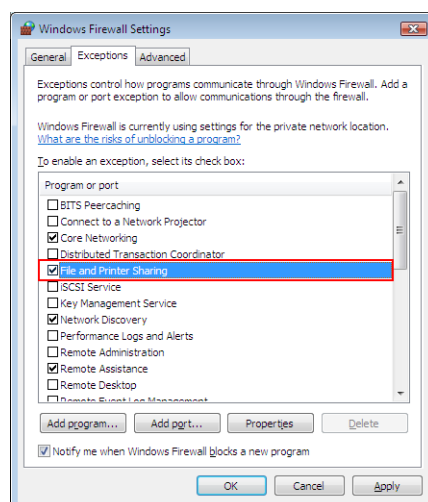 Windows Firewall Settings
General Exceptions Advanced
Exceptions control how programs communicate through Windows Firewall. Add a
program or port exception to allow communications through the firewall.
Windows Firewall is currently using settings for the private network location.
What are the risks of unblocking a program?
To enable an exception, select its check box:
Program or port
BITS Peercaching
Connect to a Network Projector
Core Networking
Distributed Transaction Coordinator
File and Printer Sharing
iSCSI Service
Key Management Service
Network Discovery
Performance Logs and Alerts
Remote Administration
Remote Assistance
Remote Desktop
Remote Event Log Management
Add program... Add port... Properties Delete
Notify me when Windows Firewall blocks a new program
OK Cancel Apply